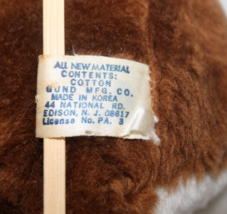 ALL NEW MATERIAL
CONTENTS:
COTTON
GUND MFG. CO.
MADE IN KOREA
44 NATIONAL RD.
EDISON, N. J. 08817
License No. PA. 3